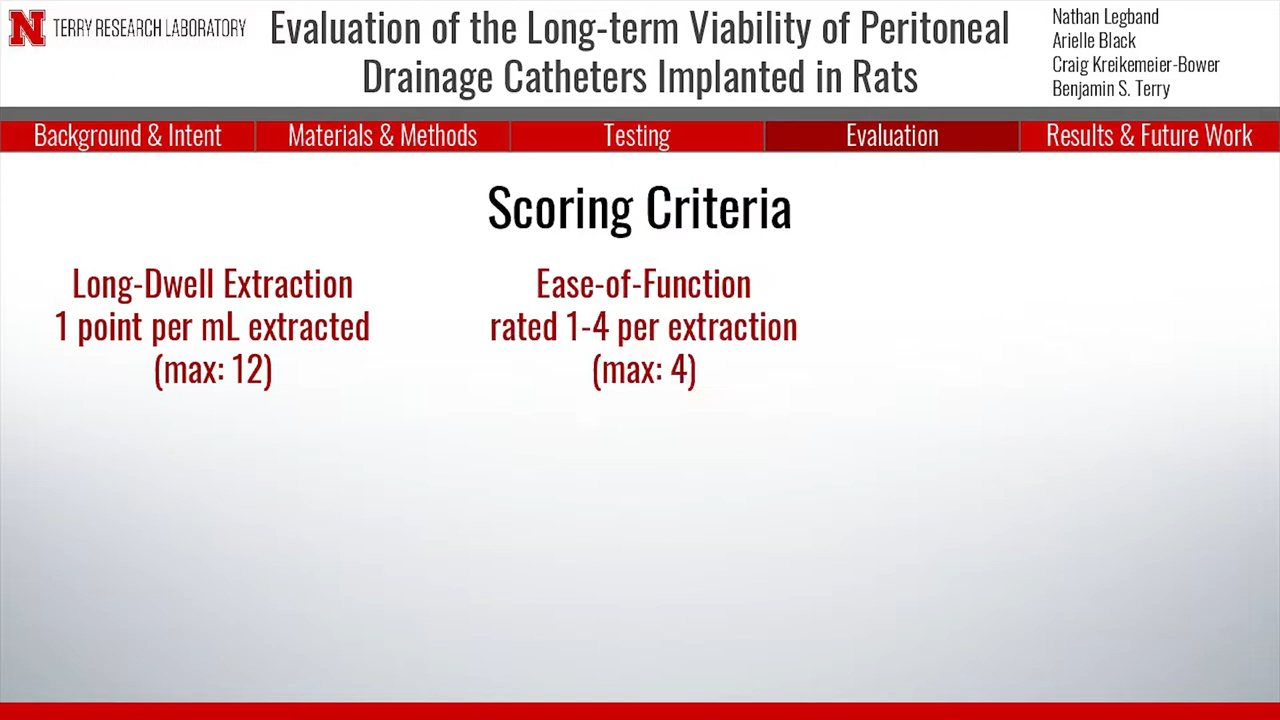 N TERRY RESEARCH LABORATORY
Evaluation of the Long-term Viability of Peritoneal
Drainage Catheters Implanted in Rats
Nathan Legband
Arielle Black
Craig Kreikemeier-Bower
Benjamin S. Terry
Background & Intent
Materials & Methods
Testing
Evaluation
Results & Future Work
Scoring Criteria
Long-Dwell Extraction
1 point per mL extracted
(max: 12)
Ease-of-Function
rated 1-4 per extraction
(max: 4)